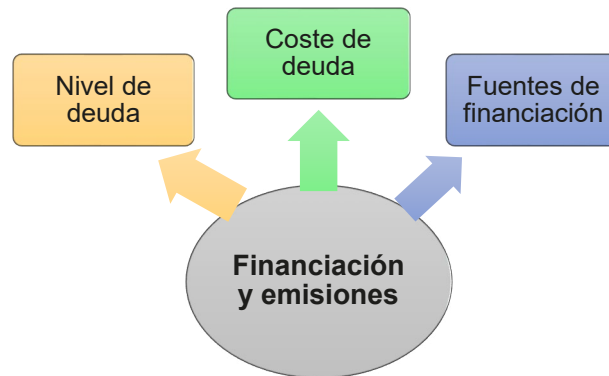 Coste de
deuda
Nivel de
deuda
Fuentes de
financiación
Financiación
y emisiones